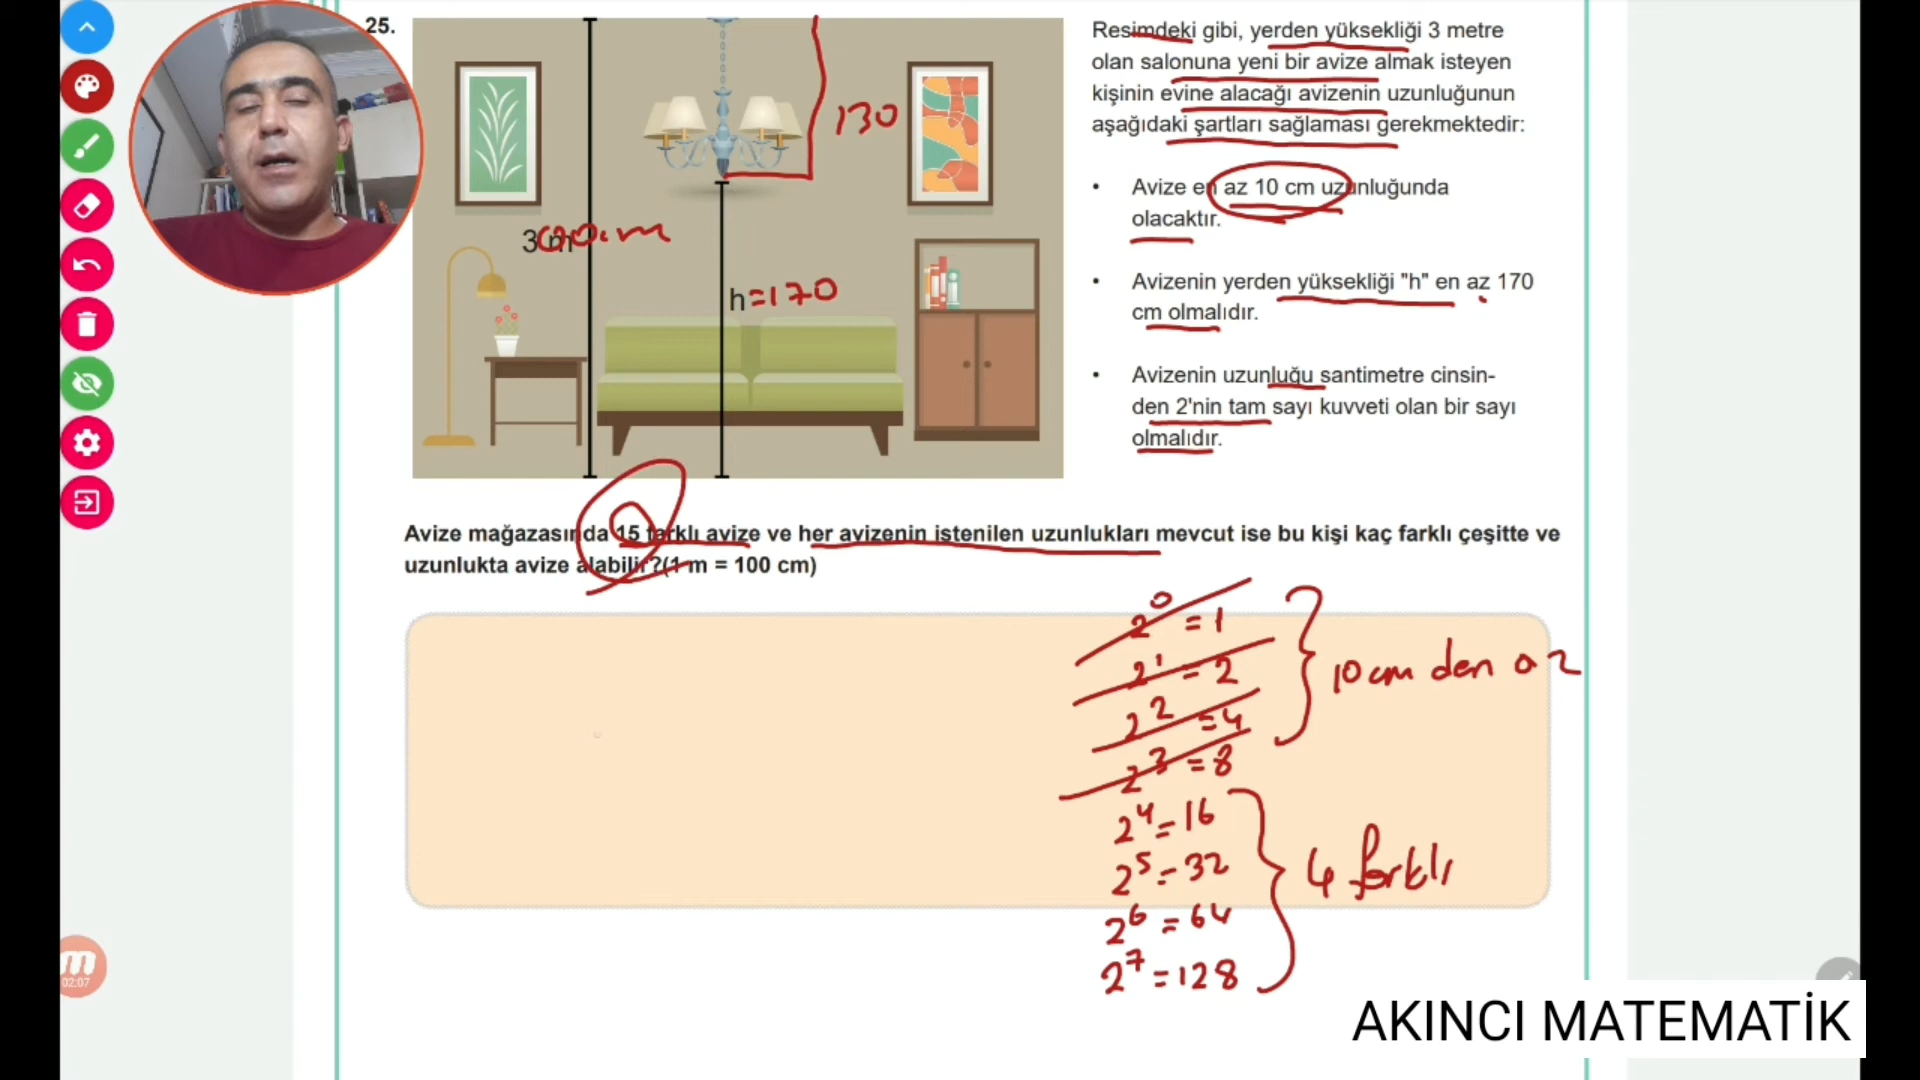 25.
3 m
00cm
h
=170
130
Resimdeki gibi, yerden yüksekliği 3 metre
olan salonuna yeni bir avize almak isteyen
kişinin evine alacağı avizenin uzunluğunun
aşağıdaki şartları sağlaması gerekmektedir:
• Avize en az 10 cm uzunluğunda
olacaktır.
• Avizenin yerden yüksekliği "h" en az 170
cm olmalıdır.
• Avizenin uzunluğu santimetre cinsin-
den 2'nin tam sayı kuvveti olan bir sayı
olmalıdır.
Avize mağazasında 15 farklı avize ve her avizenin istenilen uzunlukları mevcut ise bu kişi kaç farklı çeşitte ve
uzunlukta avize alabilir?(1 m = 100 cm)
2⁰ = 1
2¹ = 2
2² = 4
2³ = 8
10 cm den az
2⁴ = 16
2⁵ = 32
2⁶ = 64
2⁷ = 128
4 farklı
02:07
AKINCI MATEMATİK